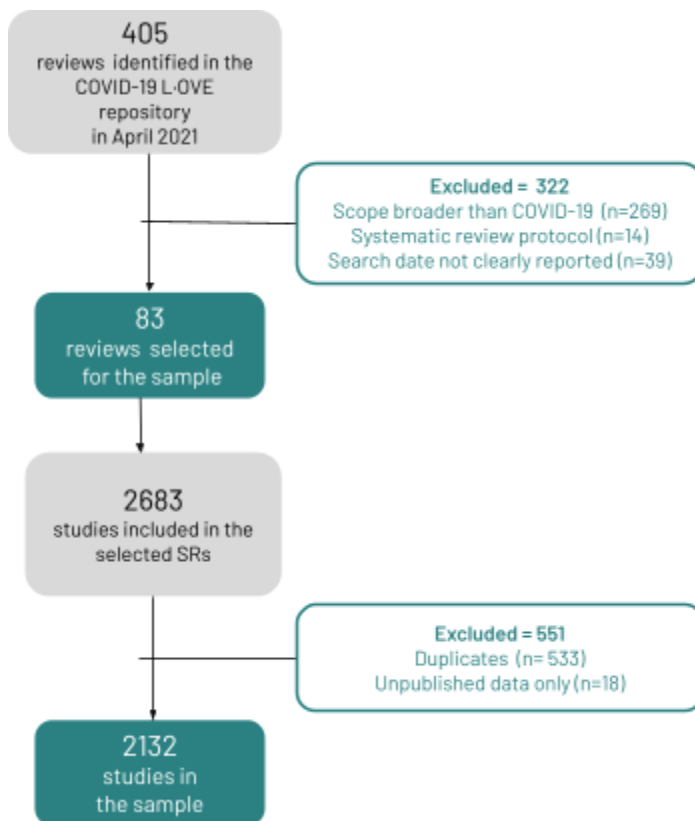 405
reviews identified in the
COVID-19 L·OVE
repository
in April 2021
Excluded = 322
Scope broader than COVID-19 (n=269)
Systematic review protocol (n=14)
Search date not clearly reported (n=39)
83
reviews selected
for the sample
2683
studies included in the
selected SRs
Excluded = 551
Duplicates (n= 533)
Unpublished data only (n=18)
2132
studies in
the sample